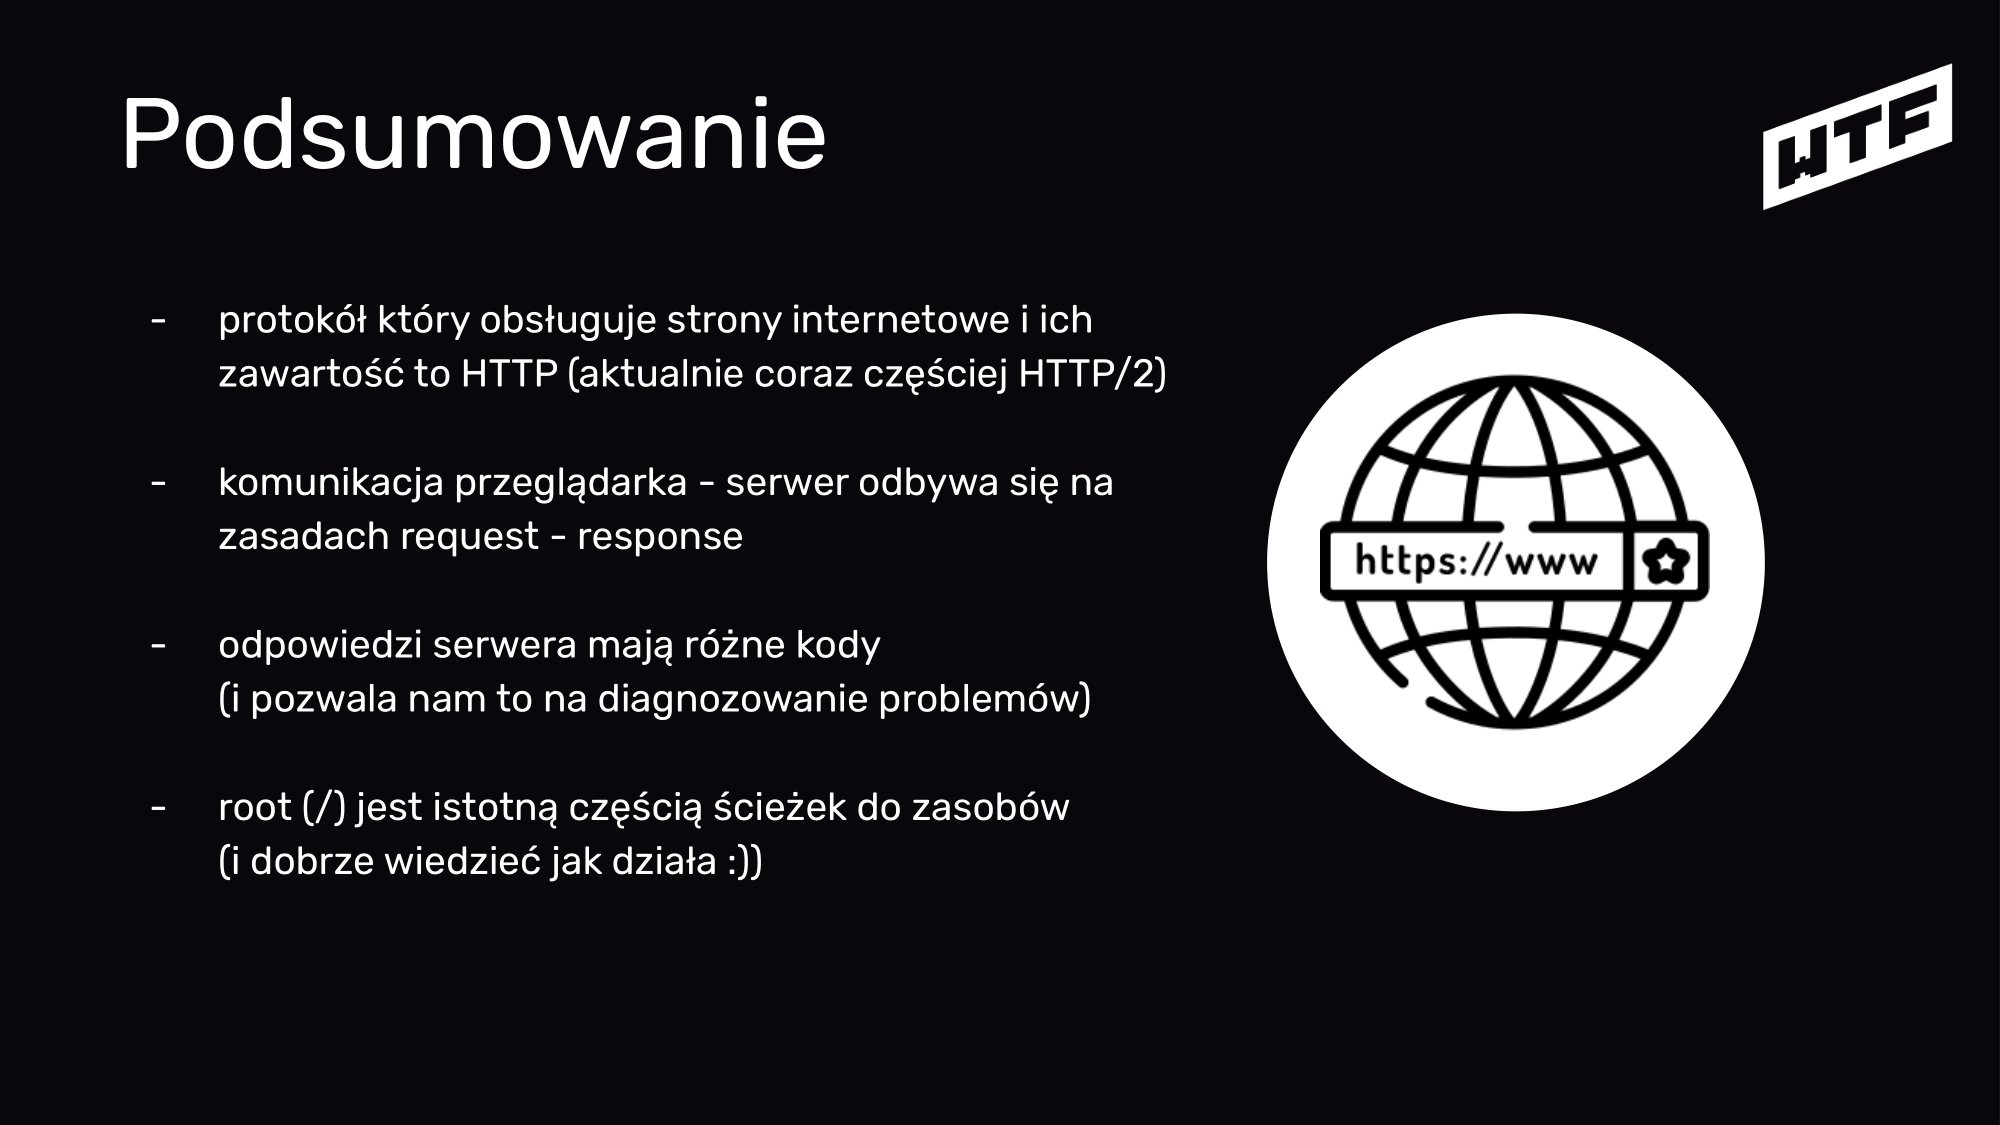 Podsumowanie
WTF
- protokół który obsługuje strony internetowe i ich
zawartość to HTTP (aktualnie coraz częściej HTTP/2)
- komunikacja przeglądarka - serwer odbywa się na
zasadach request - response
- odpowiedzi serwera mają różne kody
(i pozwala nam to na diagnozowanie problemów)
- root (/) jest istotną częścią ścieżek do zasobów
(i dobrze wiedzieć jak działa :))
https://www